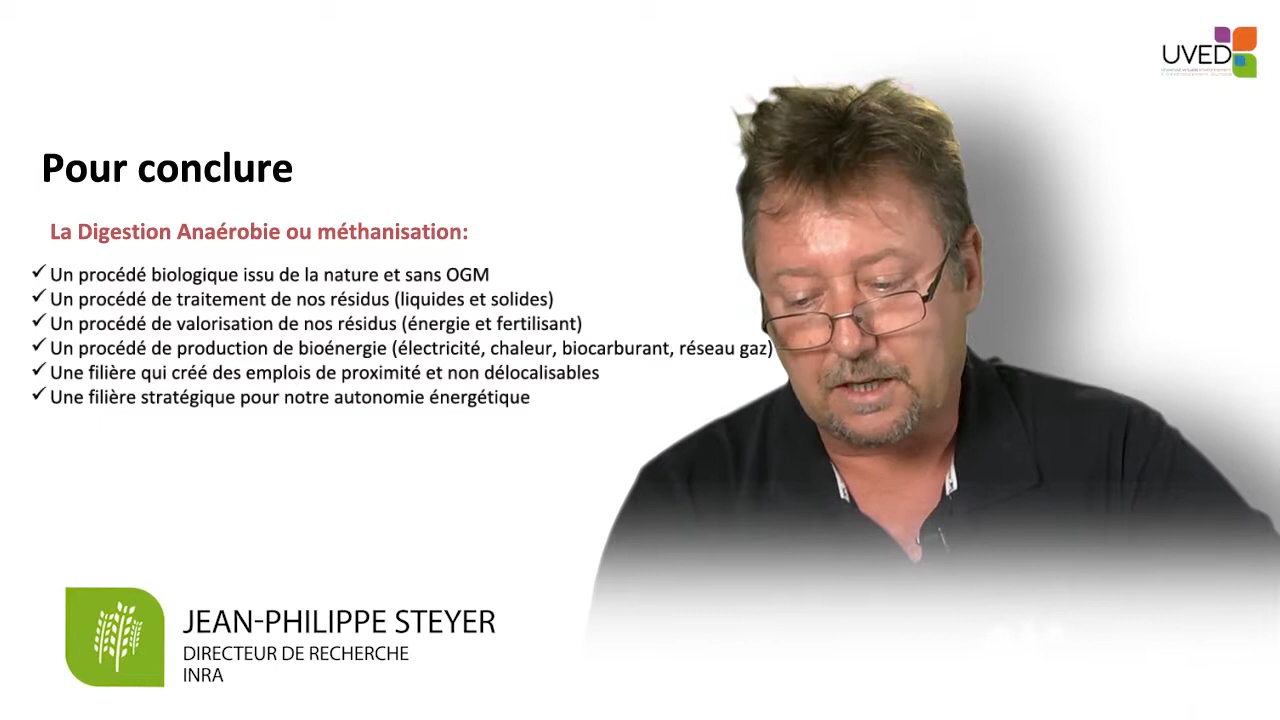 UVED
Pour conclure
La Digestion Anaérobie ou méthanisation:
✓ Un procédé biologique issu de la nature et sans OGM
✓ Un procédé de traitement de nos résidus (liquides et solides)
✓ Un procédé de valorisation de nos résidus (énergie et fertilisant)
✓ Un procédé de production de bioénergie (électricité, chaleur, biocarburant, réseau gaz)
✓ Une filière qui créé des emplois de proximité et non délocalisables
✓ Une filière stratégique pour notre autonomie énergétique
JEAN-PHILIPPE STEYER
DIRECTEUR DE RECHERCHE
INRA